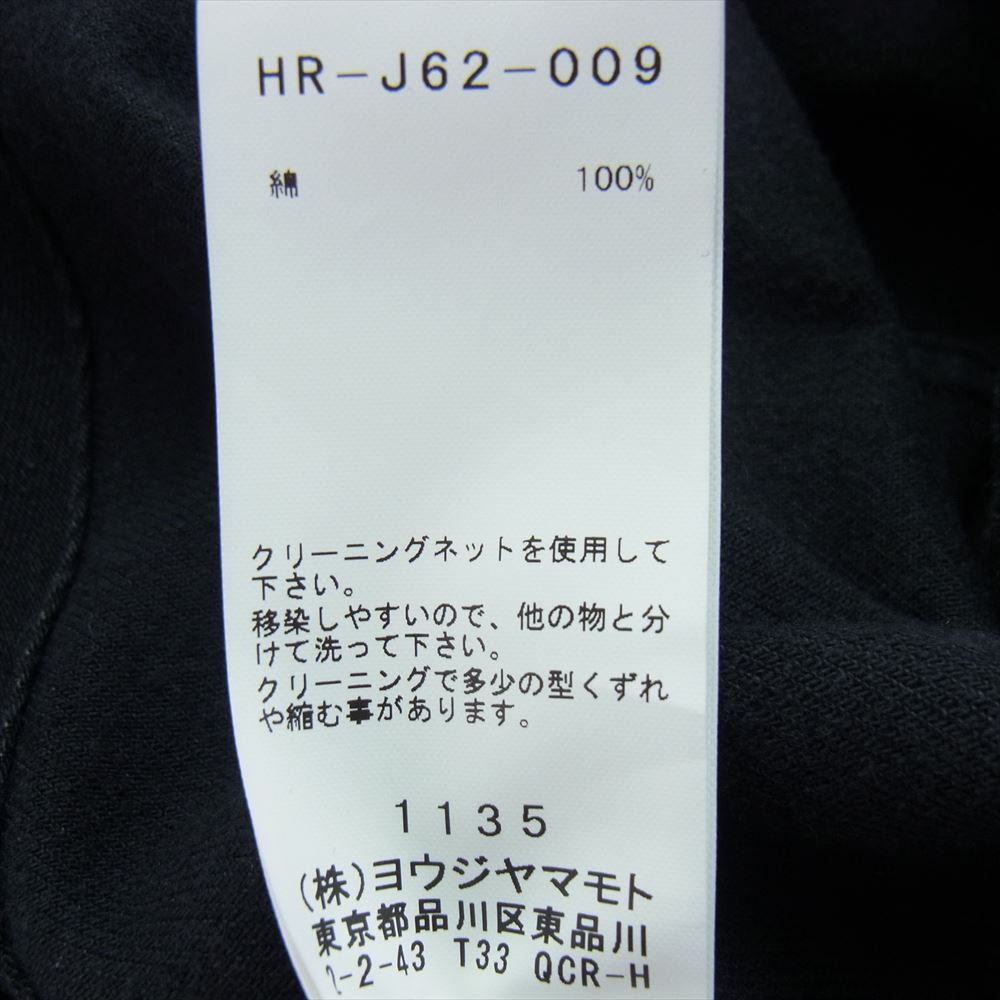 HR-J62-009
綿 100%
クリーニングネットを使用して
下さい。
移染しやすいので、他の物と分
けて洗って下さい。
クリーニングで多少の型くずれ
や縮む事があります。
1135
(株)ヨウジヤマモト
東京都品川区東品川
2-2-43 T33 QCR-H